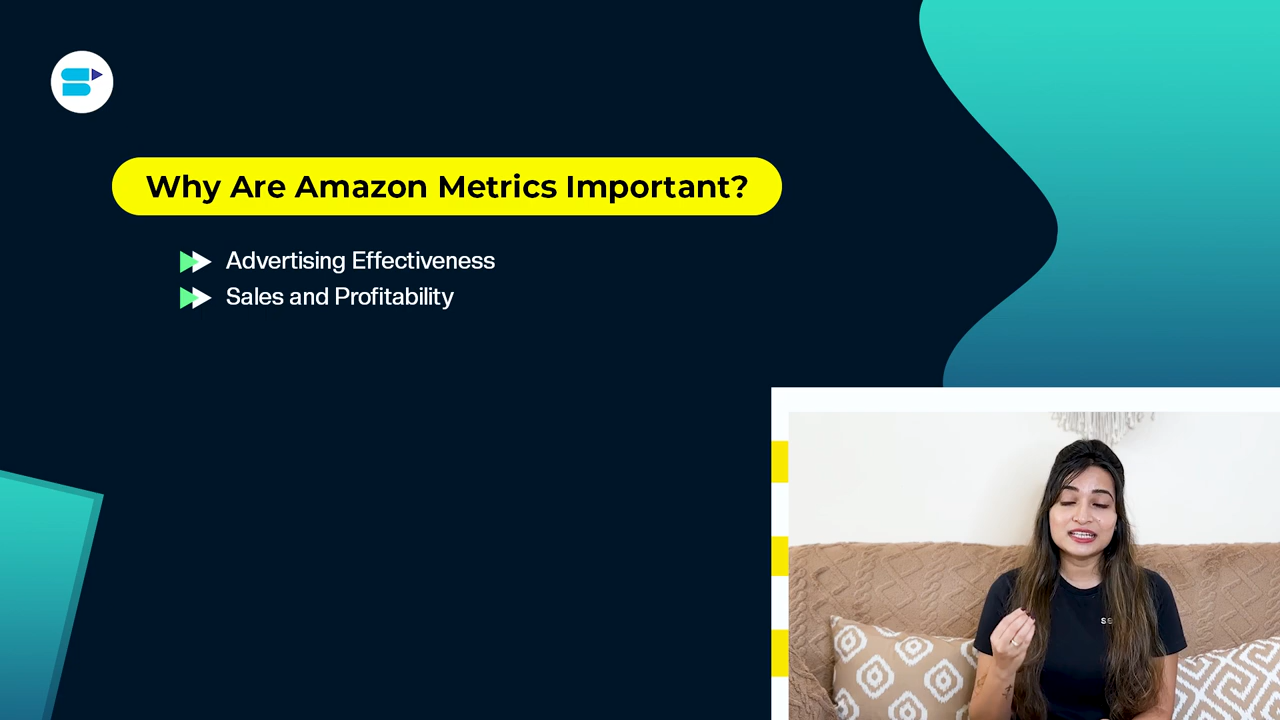 Why Are Amazon Metrics Important?
Advertising Effectiveness
Sales and Profitability